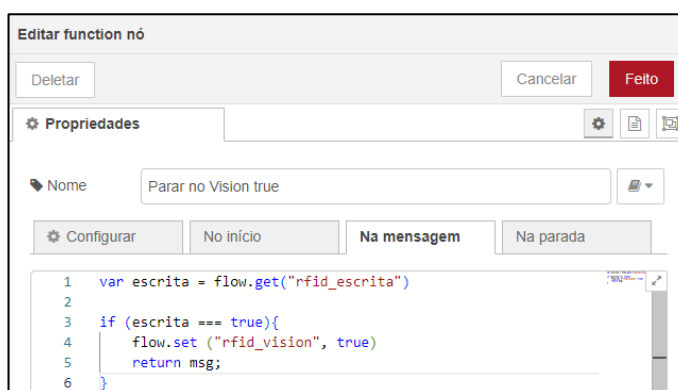 Editar function nó
Deletar Cancelar Feito
Propriedades
Nome Parar no Vision true
Configurar No início Na mensagem Na parada
1 var escrita = flow.get("rfid_escrita")
2
3 if (escrita === true){
4 flow.set ("rfid_vision", true)
5 return msg;
6 }